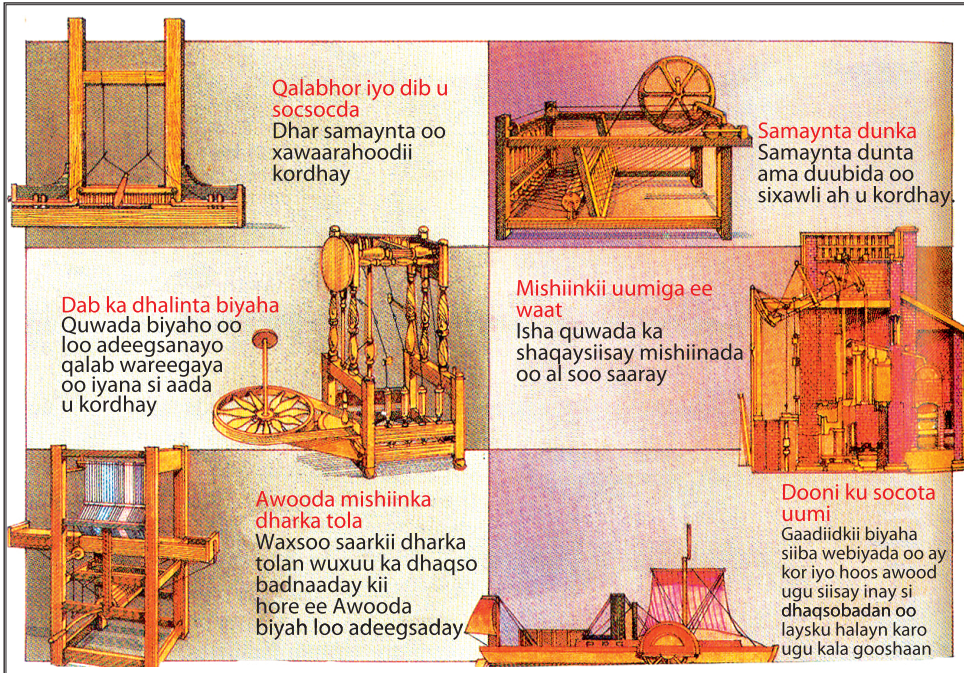 Qalabhor iyo dib u
socsocda
Dhar samaynta oo
xawaarahoodii
kordhay
Samaynta dunka
Samaynta dunta
ama duubida oo
sixawli ah u kordhay.
Dab ka dhalinta biyaha
Quwada biyaho oo
loo adeegsanayo
qalab wareegaya
oo iyana si aada
u kordhay
Mishiinkii uumiga ee
waat
Isha quwada ka
shaqaysiisay mishiinada
oo al soo saaray
Awooda mishiinka
dharka tola
Waxsoo saarkii dharka
tolan wuxuu ka dhaqso
badnaaday kii
hore ee Awooda
biyah loo adeegsaday.
Dooni ku socota
uumi
Gaadiidkii biyaha
siiba webiyada oo ay
kor iyo hoos awood
ugu siisay inay si
dhaqsobadan oo
laysku halayn karo
ugu kala gooshaan